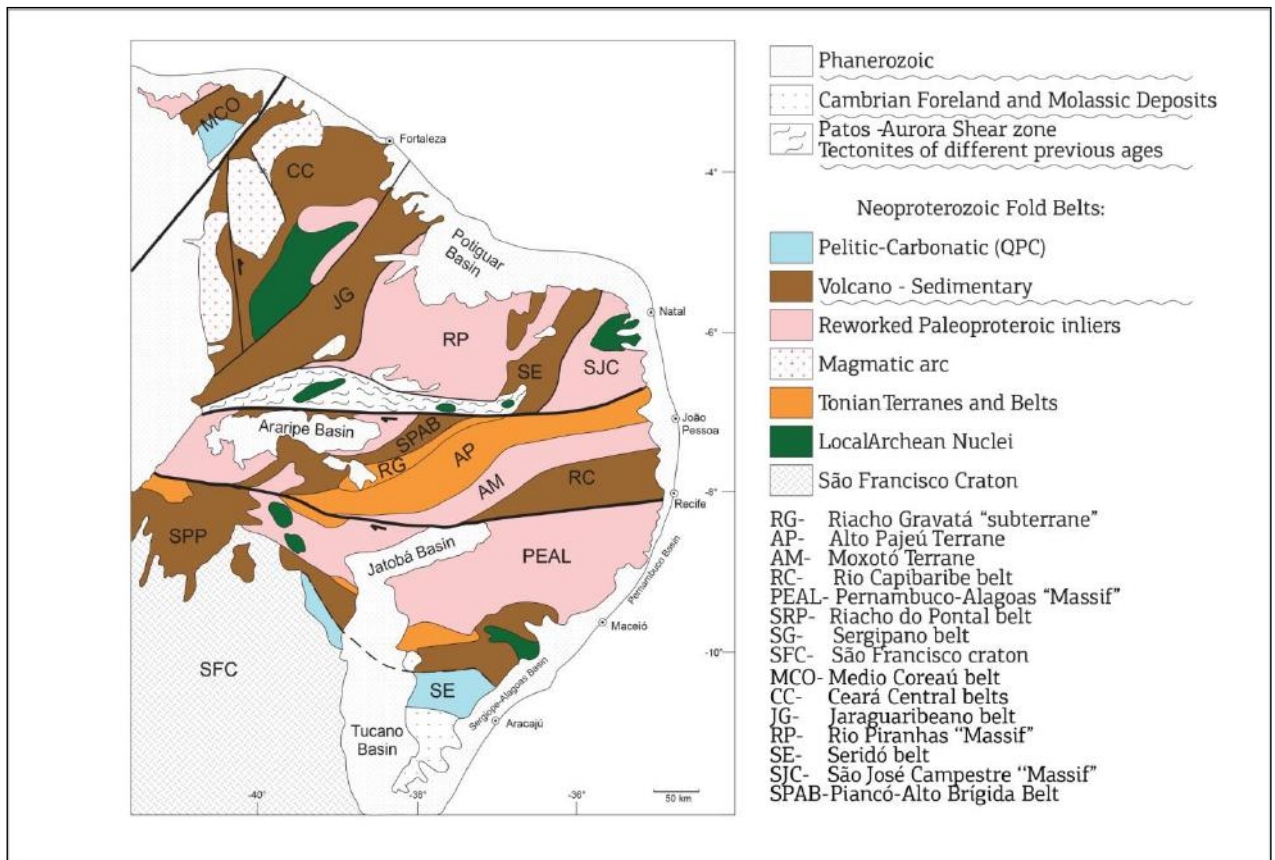 MCO
Fortaleza
CC
-4°
Potiguar
Basin
JG
Natal
RP
-6°
SE
SJC
João
Pessoa
Araripe Basin
SPAB
RG
AP
AM
RC
-8°
Recife
SPP
Jatobá Basin
PEAL
Pernambuco Basin
Maceió
-10°
SFC
SE
Sergiope-Alagoas Basin
Aracajú
Tucano
Basin
-40°
-38°
-36°
50 km
Phanerozoic
Cambrian Foreland and Molassic Deposits
Patos -Aurora Shear zone
Tectonites of different previous ages
Neoproterozoic Fold Belts:
Pelitic-Carbonatic (QPC)
Volcano - Sedimentary
Reworked Paleoproteroic inliers
Magmatic arc
Tonian Terranes and Belts
Local Archean Nuclei
São Francisco Craton
RG- Riacho Gravatá “subterrane”
AP- Alto Pajeú Terrane
AM- Moxotó Terrane
RC- Rio Capibaribe belt
PEAL- Pernambuco-Alagoas “Massif”
SRP- Riacho do Pontal belt
SG- Sergipano belt
SFC- São Francisco craton
MCO- Medio Coreaú belt
CC- Ceará Central belts
JG- Jaraguaribeano belt
RP- Rio Piranhas “Massif”
SE- Seridó belt
SJC- São José Campestre “Massif”
SPAB-Piancó-Alto Brígida Belt